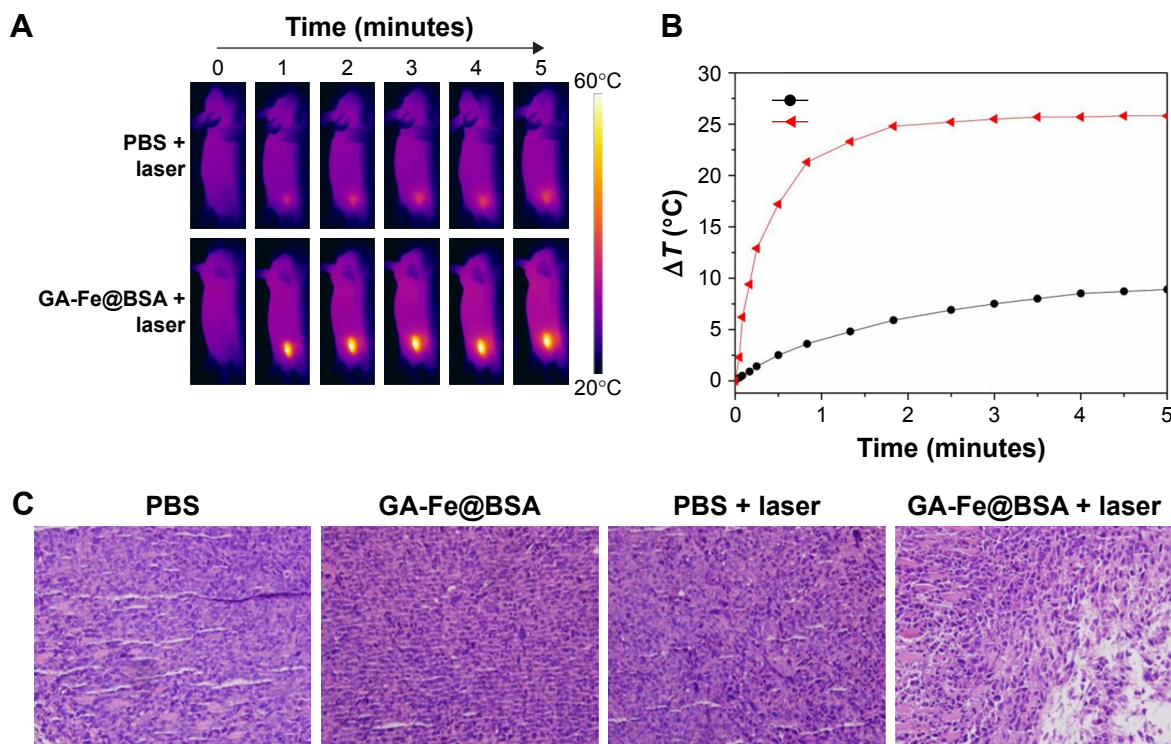 A
Time (minutes)
0 1 2 3 4 5
PBS +
laser
GA-Fe@BSA +
laser
60°C
20°C
B
30
25
20
15
10
5
0
ΔT (°C)
0 1 2 3 4 5
Time (minutes)
C
PBS GA-Fe@BSA PBS + laser GA-Fe@BSA + laser